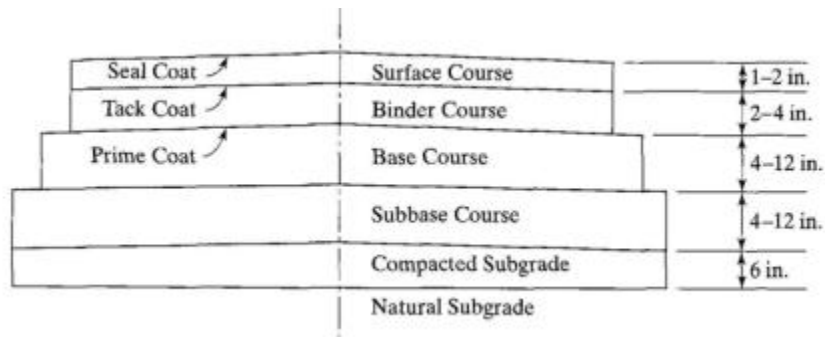 Seal Coat Surface Course 1–2 in.
Tack Coat Binder Course 2–4 in.
Prime Coat Base Course 4–12 in.
Subbase Course 4–12 in.
Compacted Subgrade 6 in.
Natural Subgrade